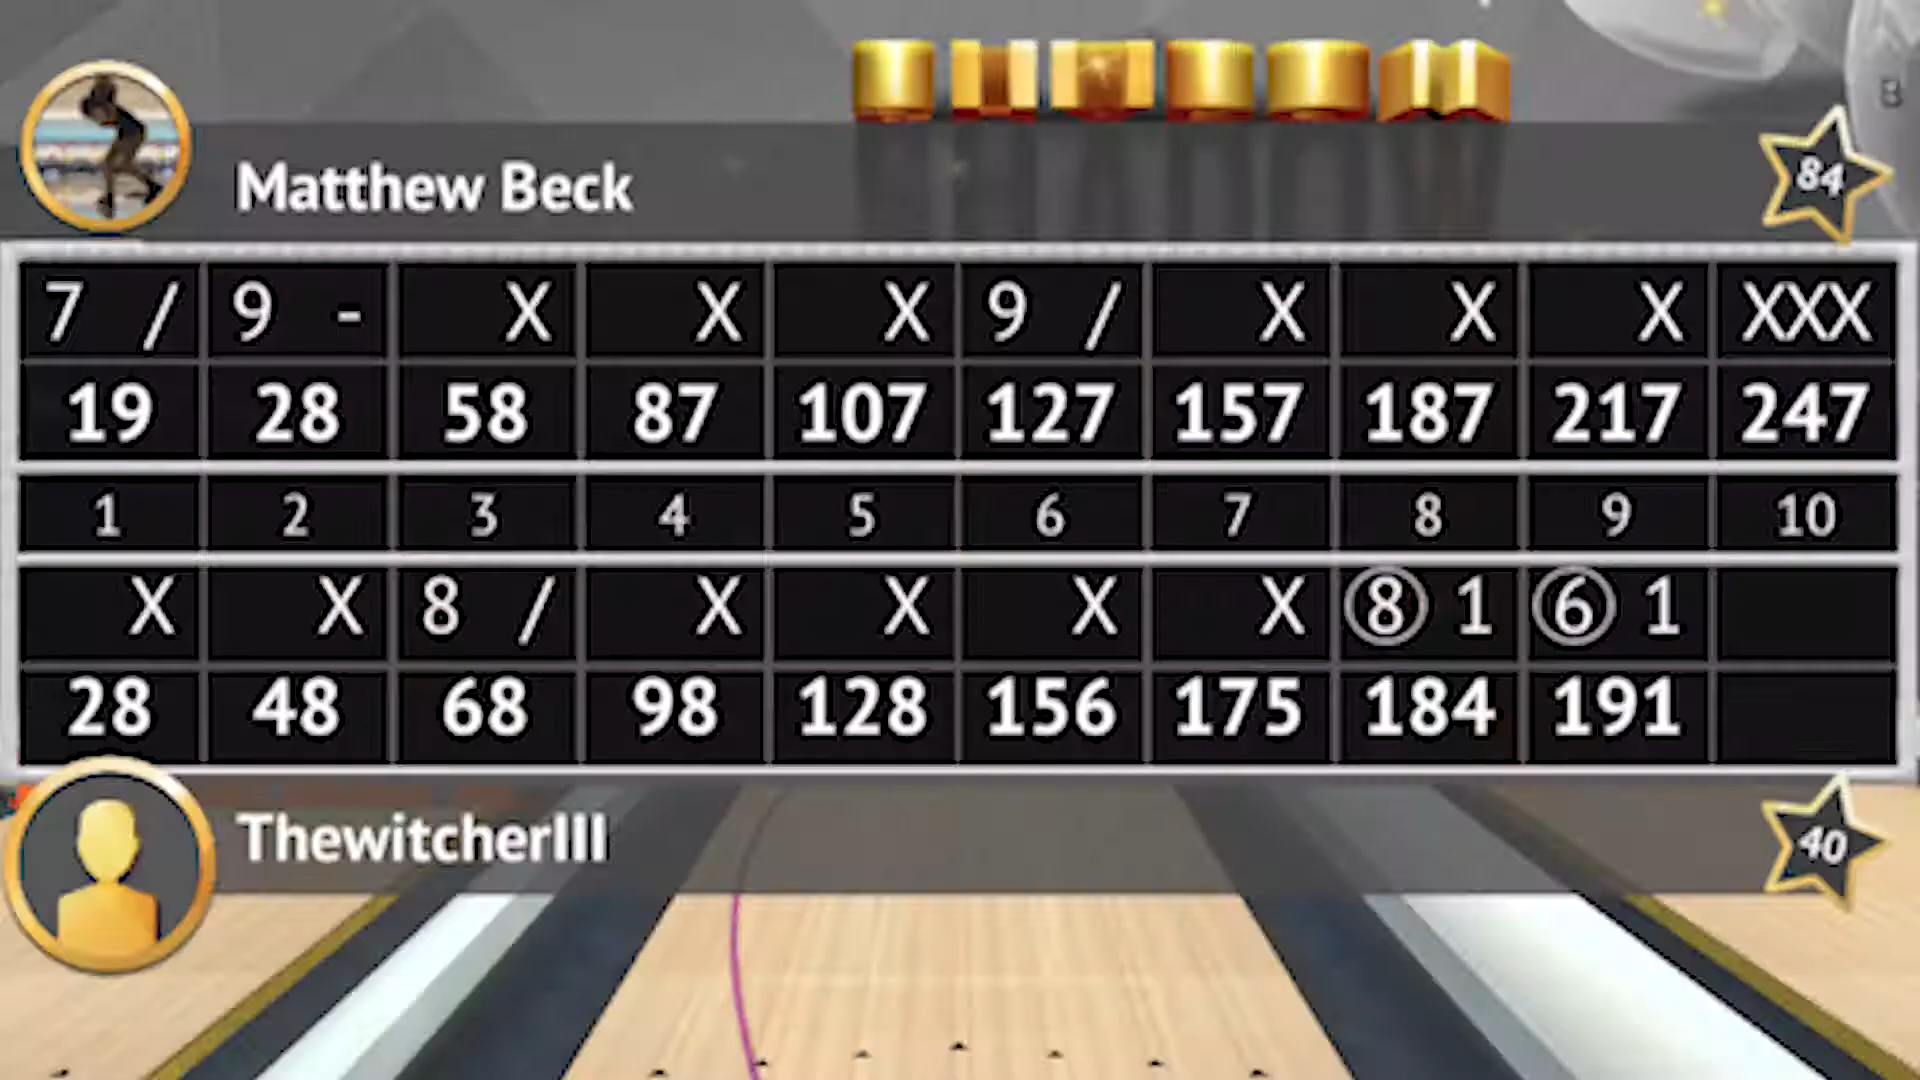 Matthew Beck
84
7 / 9 - X X X 9 / X X X XXX
19 28 58 87 107 127 157 187 217 247
1 2 3 4 5 6 7 8 9 10
X X 8 / X X X X 8 1 6 1
28 48 68 98 128 156 175 184 191
ThewitcherIII
40